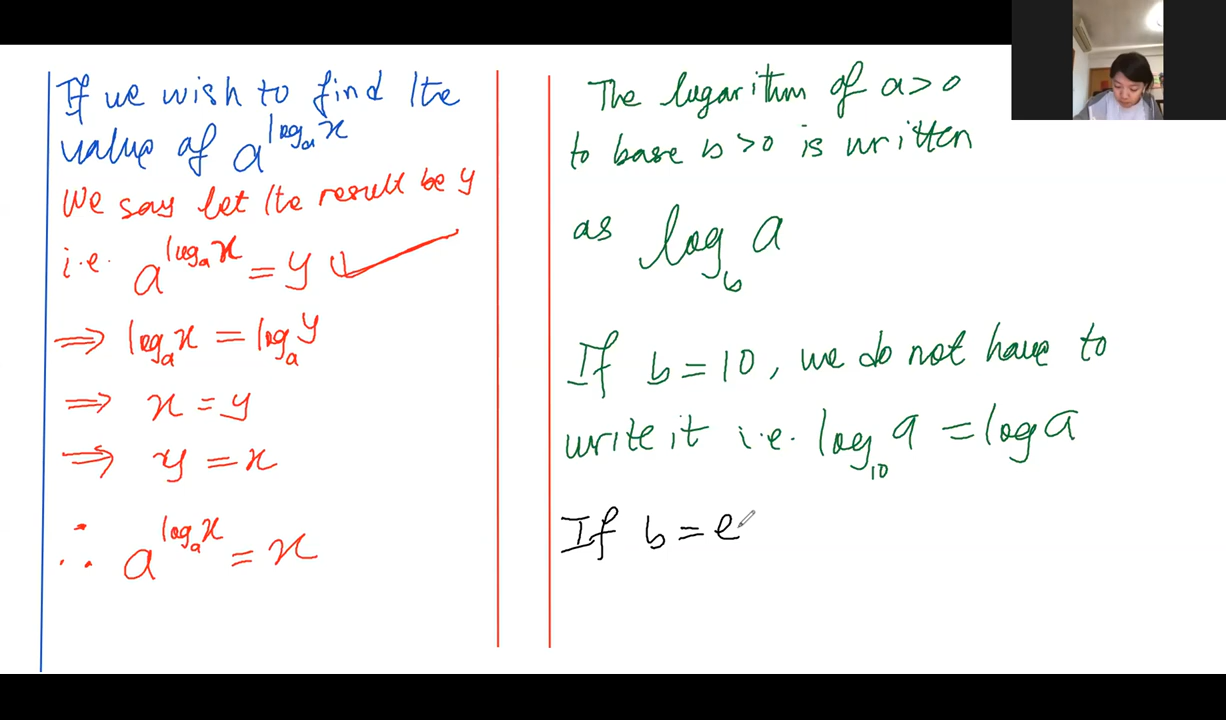 If we wish to find the
value of a^{log_a x}
We say let the result be y
i.e. a^{log_a x} = y ✓
⇒ log_a x = log_a y
⇒ x = y
⇒ y = x
∴ a^{log_a x} = x
The logarithm of a>0
to base b>0 is written
as log_b a
If b = 10, we do not have to
write it i.e. log_10 a = log a
If b = e